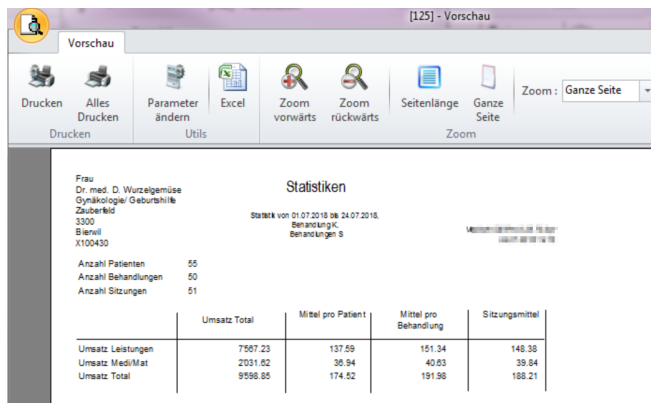 [125] - Vorschau
Vorschau
Drucken
Alles Drucken
Parameter ändern
Excel
Zoom vorwärts
Zoom rückwärts
Seitenlänge
Ganze Seite
Zoom : Ganze Seite
Drucken Utils Zoom
Frau
Dr. med. D. Wurzelgemüse
Gynäkologie/ Geburtshilfe
Zauberfeld
3300
Bierwil
X100430
Statistiken
Statistik von 01.07.2018 bis 24.07.2018,
Behandlung K,
Behandlungen S
Anzahl Patienten 55
Anzahl Behandlungen 50
Anzahl Sitzungen 51
Umsatz Total Mittel pro Patient Mittel pro Behandlung Sitzungsmittel
Umsatz Leistungen 7'567.23 137.59 151.34 148.38
Umsatz Medi/Mat 2'031.62 36.94 40.63 39.84
Umsatz Total 9'598.85 174.52 191.98 188.21